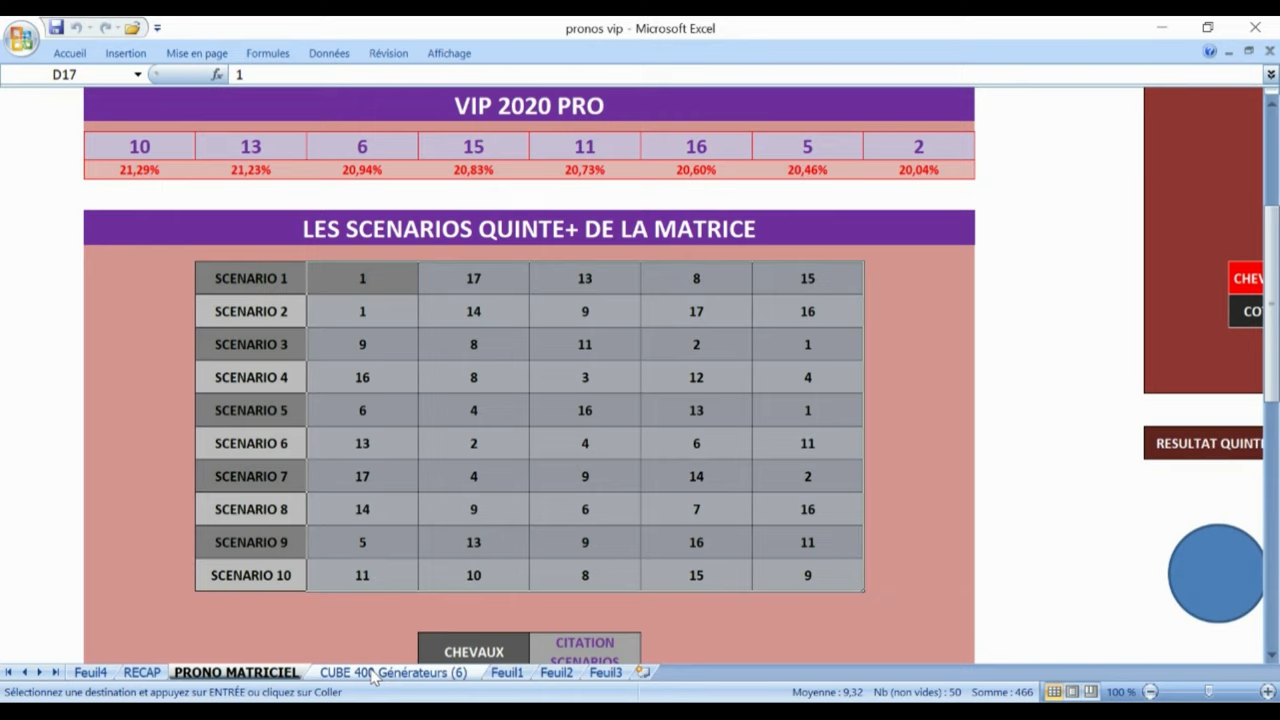 pronos vip - Microsoft Excel
Accueil Insertion Mise en page Formules Données Révision Affichage
D17 fx 1
VIP 2020 PRO
10 13 6 15 11 16 5 2
21,29% 21,23% 20,94% 20,83% 20,73% 20,60% 20,46% 20,04%
LES SCENARIOS QUINTE+ DE LA MATRICE
SCENARIO 1 1 17 13 8 15
SCENARIO 2 1 14 9 17 16
SCENARIO 3 9 8 11 2 1
SCENARIO 4 16 8 3 12 4
SCENARIO 5 6 4 16 13 1
SCENARIO 6 13 2 4 6 11
SCENARIO 7 17 4 9 14 2
SCENARIO 8 14 9 6 7 16
SCENARIO 9 5 13 9 16 11
SCENARIO 10 11 10 8 15 9
CHEV
CO
RESULTAT QUINT
CHEVAUX
CITATION
SCENARIOS
Feuil4 RECAP PRONO MATRICIEL CUBE 400 Générateurs (6) Feuil1 Feuil2 Feuil3
Sélectionnez une destination et appuyez sur ENTRÉE ou cliquez sur Coller Moyenne : 9,32 Nb (non vides) : 50 Somme : 466 100 %